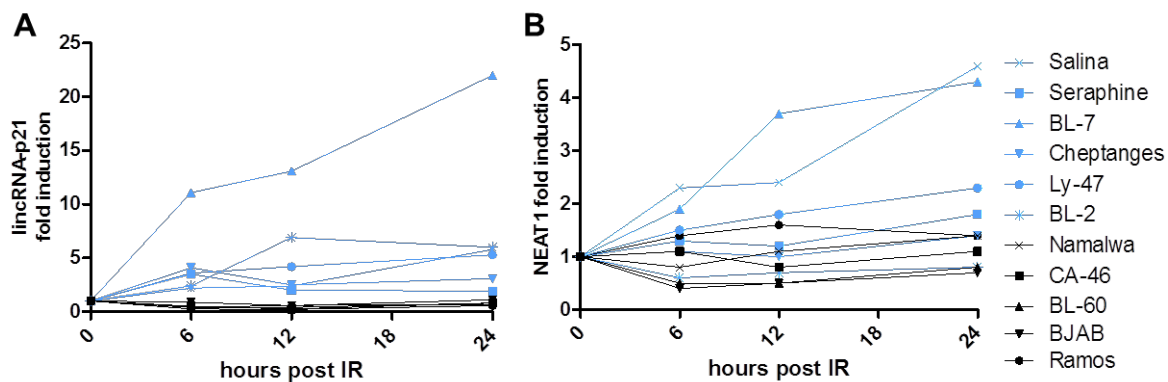 A
lincRNA-p21
fold induction
25
20
15
10
5
0
0 6 12 18 24
hours post IR
B
NEAT1 fold induction
5
4
3
2
1
0
0 6 12 18 24
hours post IR
Salina
Seraphine
BL-7
Cheptanges
Ly-47
BL-2
Namalwa
CA-46
BL-60
BJAB
Ramos